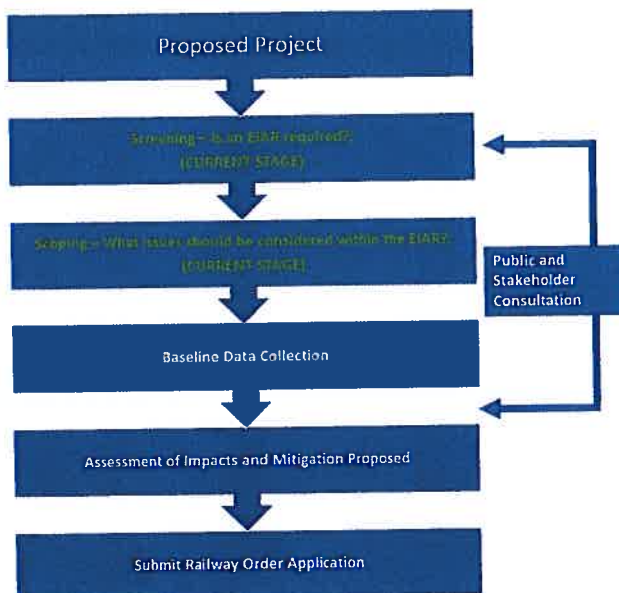 Proposed Project
Screening – Is an EIAR required?:
(CURRENT STAGE)
Scoping – What issues should be considered within the EIAR?:
(CURRENT STAGE)
Public and
Stakeholder
Consultation
Baseline Data Collection
Assessment of Impacts and Mitigation Proposed
Submit Railway Order Application